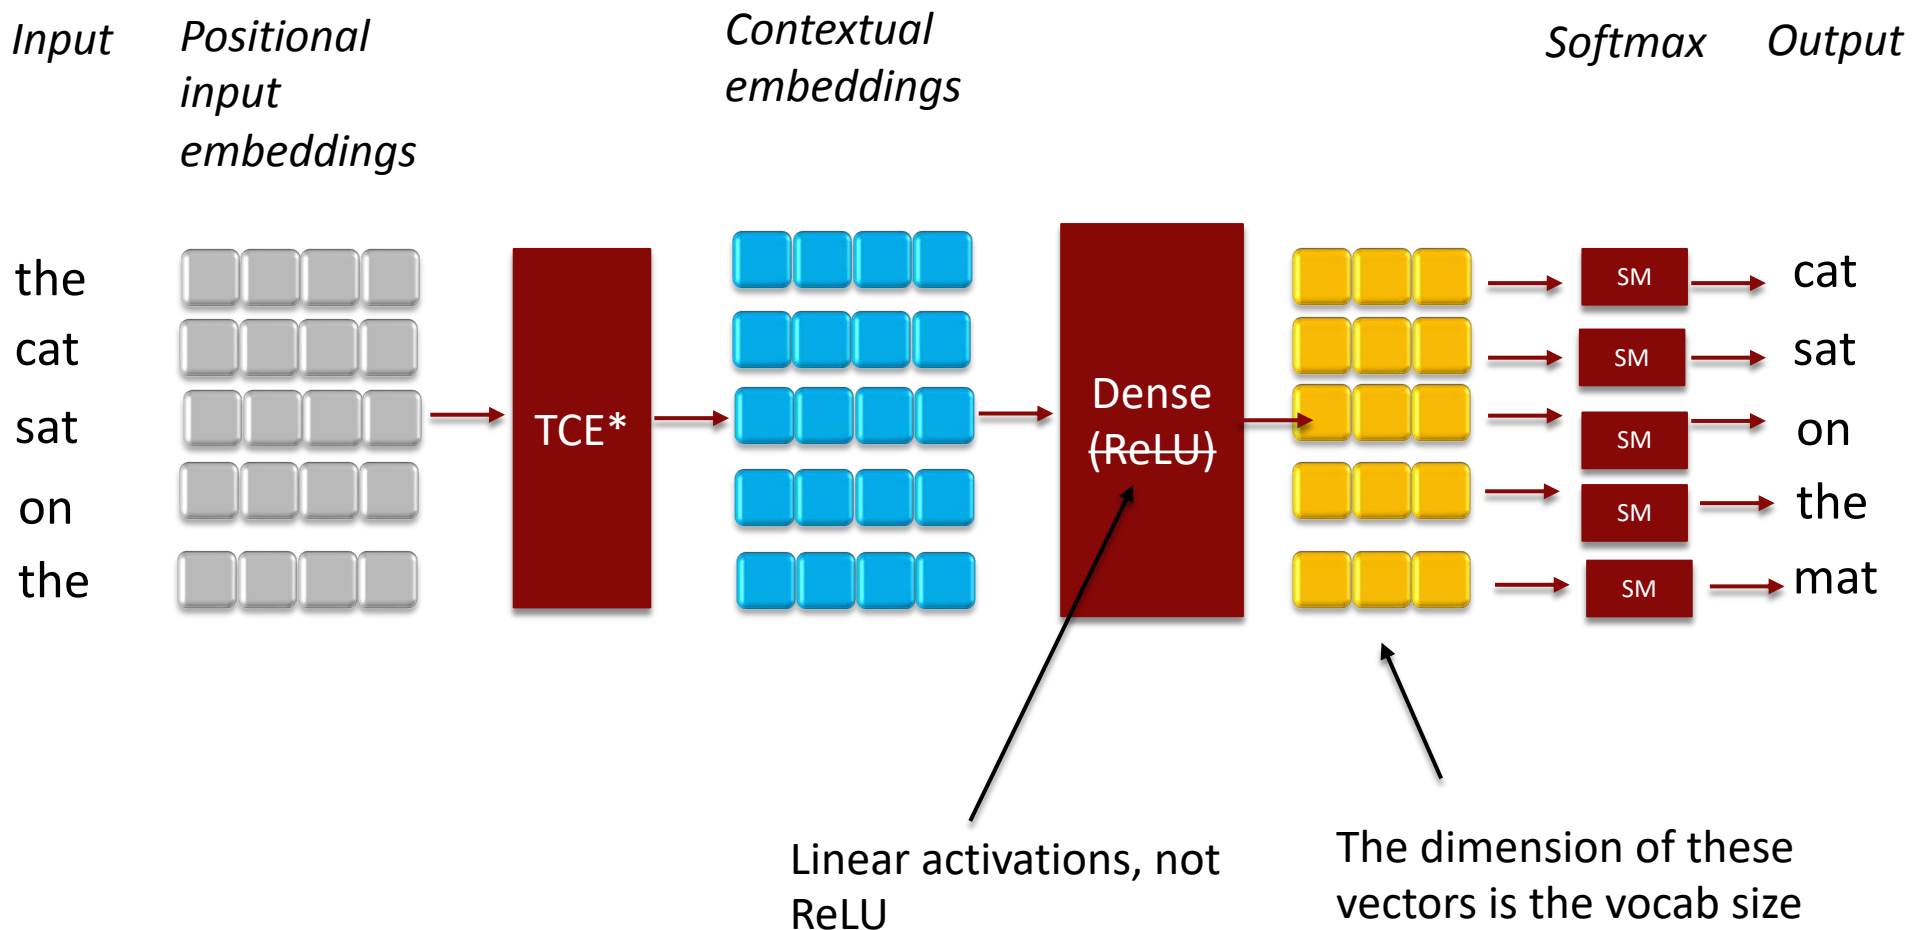 Input
Positional
input
embeddings
Contextual
embeddings
Softmax
Output
the
cat
sat
on
the
TCE*
Dense
(ReLU)
SM
SM
SM
SM
SM
cat
sat
on
the
mat
Linear activations, not
ReLU
The dimension of these
vectors is the vocab size